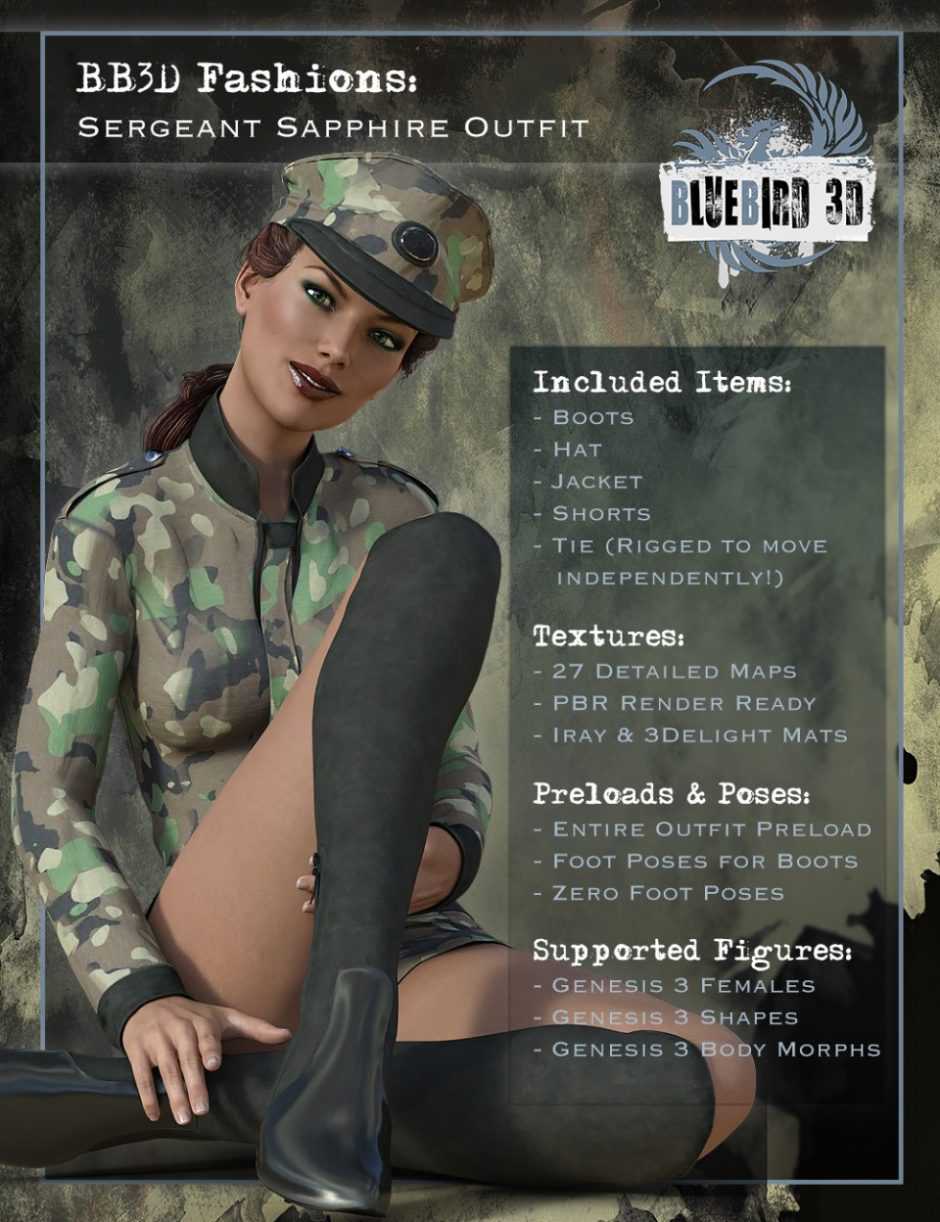 BB3D Fashions:
Sergeant Sapphire Outfit
BLUEBIRD 3D
Included Items:
- Boots
- Hat
- Jacket
- Shorts
- Tie (Rigged to move
independently!)
Textures:
- 27 Detailed Maps
- PBR Render Ready
- Iray & 3Delight Mats
Preloads & Poses:
- Entire Outfit Preload
- Foot Poses for Boots
- Zero Foot Poses
Supported Figures:
- Genesis 3 Females
- Genesis 3 Shapes
- Genesis 3 Body Morphs